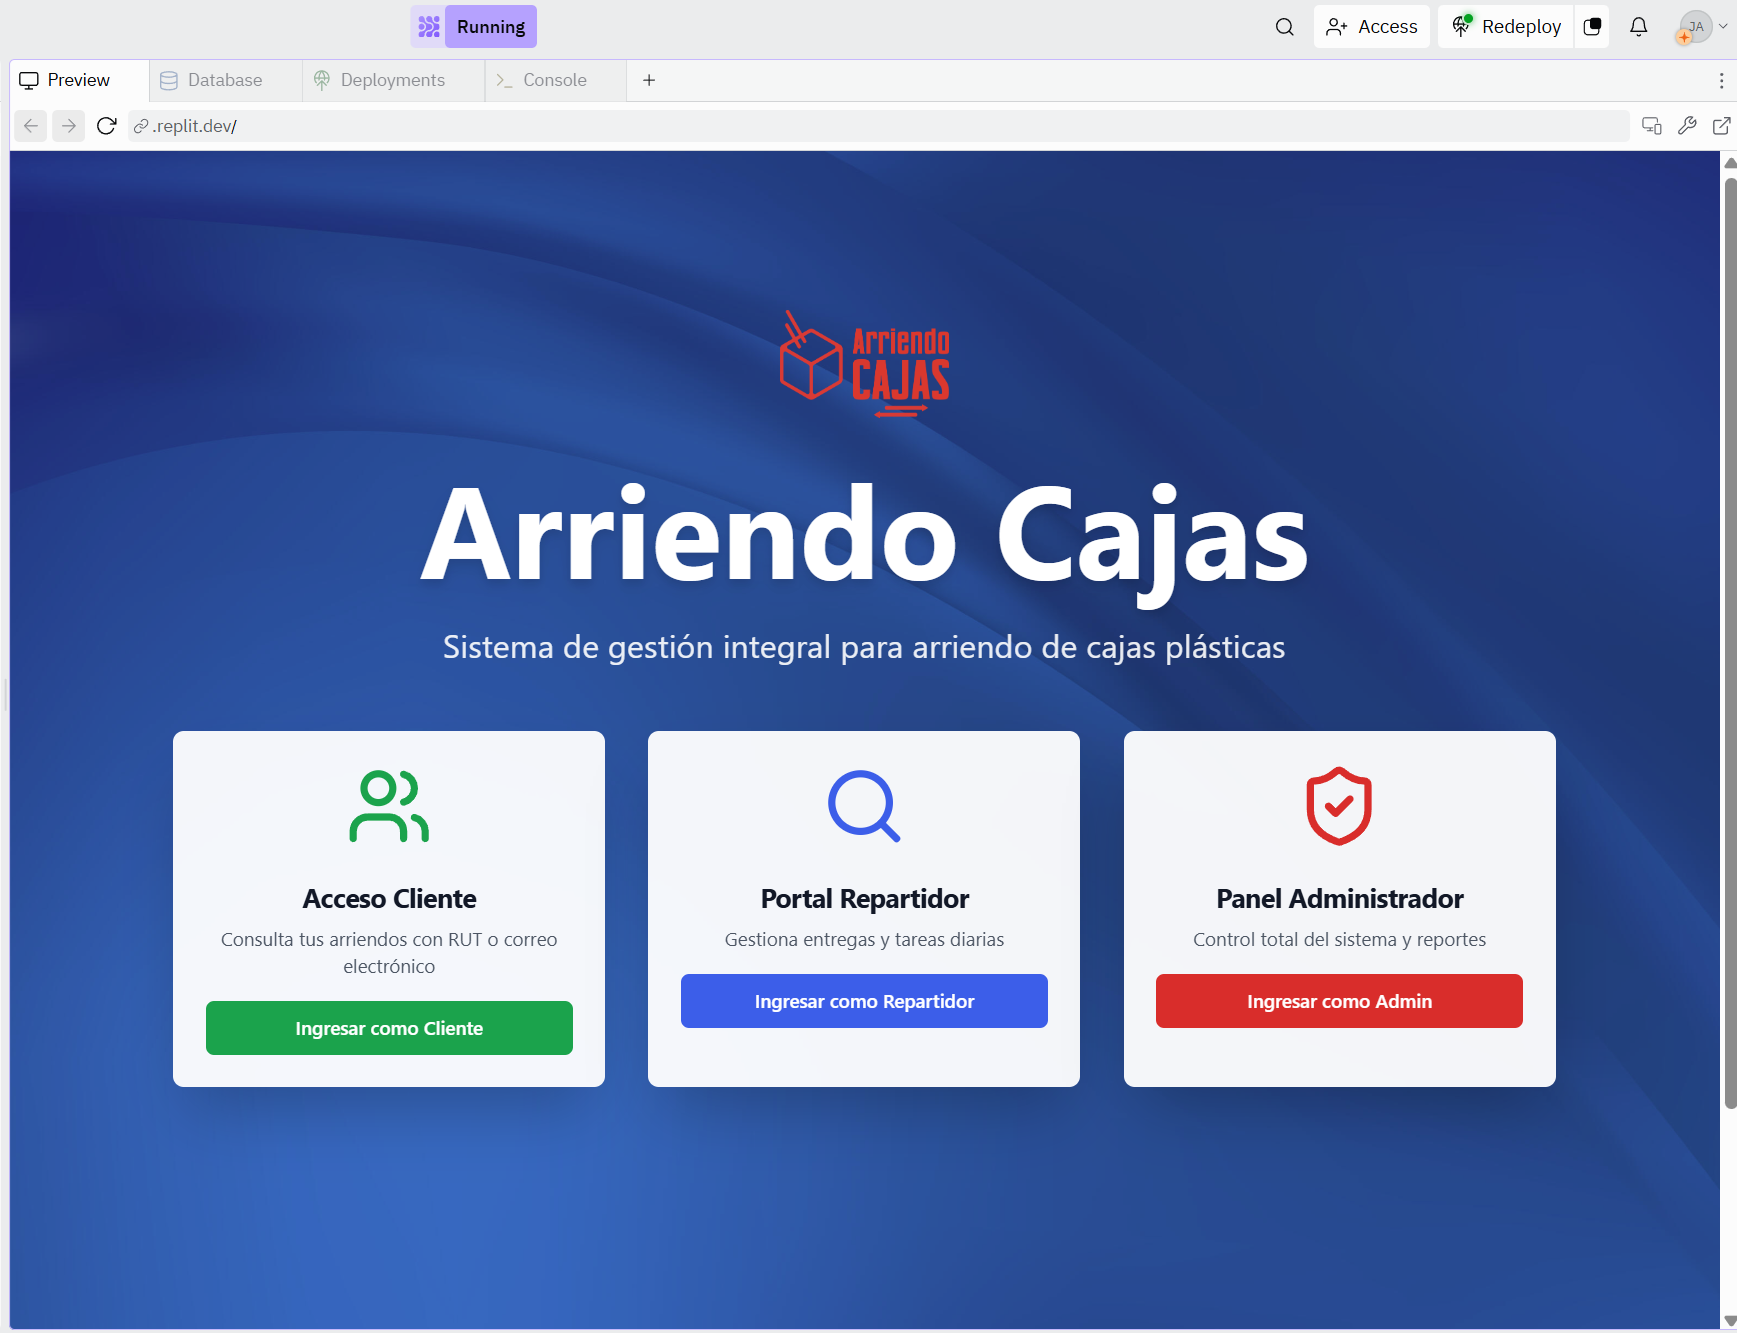 Running
Access
Redeploy
JA
Preview
Database
Deployments
Console
.replit.dev/
Arriendo
CAJAS
Arriendo Cajas
Sistema de gestión integral para arriendo de cajas plásticas
Acceso Cliente
Consulta tus arriendos con RUT o correo
electrónico
Ingresar como Cliente
Portal Repartidor
Gestiona entregas y tareas diarias
Ingresar como Repartidor
Panel Administrador
Control total del sistema y reportes
Ingresar como Admin